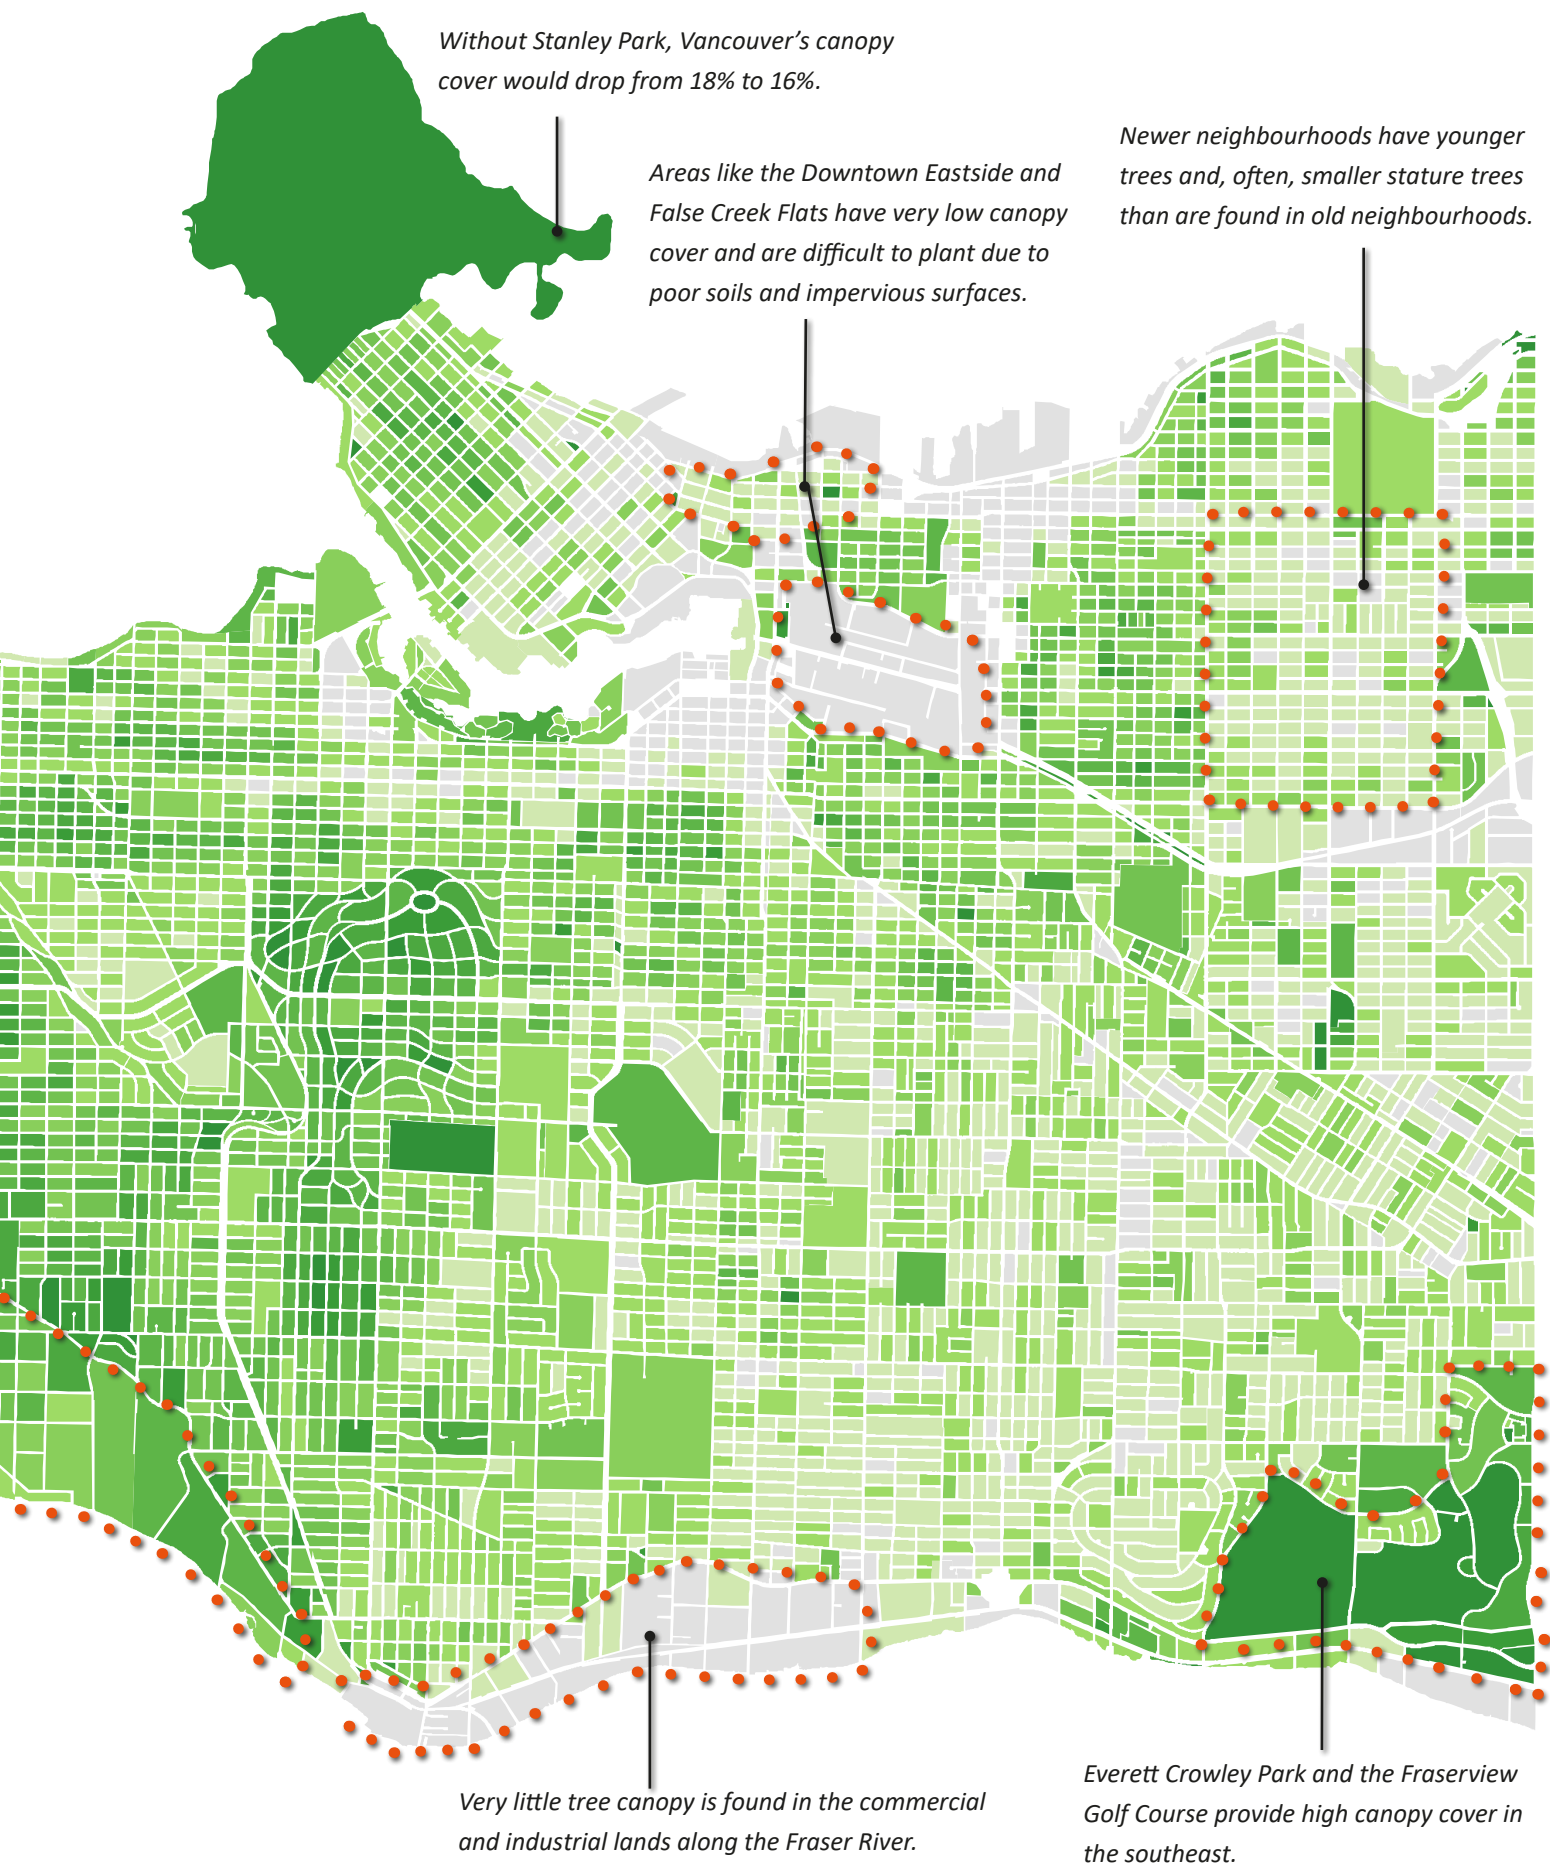 Without Stanley Park, Vancouver’s canopy
cover would drop from 18% to 16%.
Areas like the Downtown Eastside and
False Creek Flats have very low canopy
cover and are difficult to plant due to
poor soils and impervious surfaces.
Newer neighbourhoods have younger
trees and, often, smaller stature trees
than are found in old neighbourhoods.
Very little tree canopy is found in the commercial
and industrial lands along the Fraser River.
Everett Crowley Park and the Fraserview
Golf Course provide high canopy cover in
the southeast.